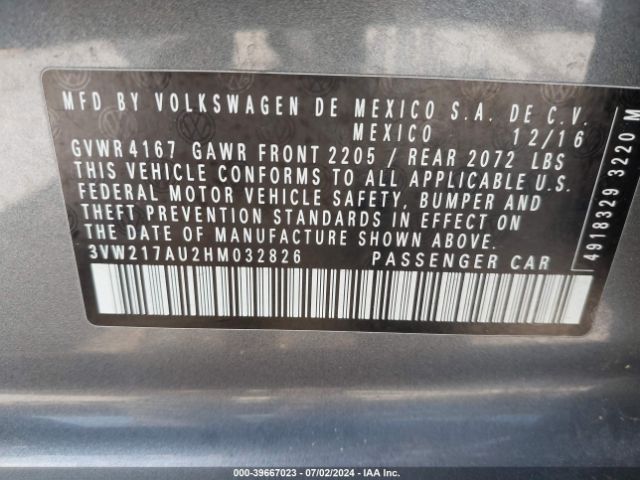 MFD BY VOLKSWAGEN DE MEXICO S.A. DE C.V.
MEXICO 12/16
GVWR 4167 GAWR FRONT 2205 / REAR 2072 LBS
THIS VEHICLE CONFORMS TO ALL APPLICABLE U.S.
FEDERAL MOTOR VEHICLE SAFETY, BUMPER AND
THEFT PREVENTION STANDARDS IN EFFECT ON
THE DATE OF MANUFACTURE SHOWN ABOVE.
3VW217AU2HM032826 PASSENGER CAR
4918329 3220 M
000-39667023 - 07/02/2024 - IAA Inc.